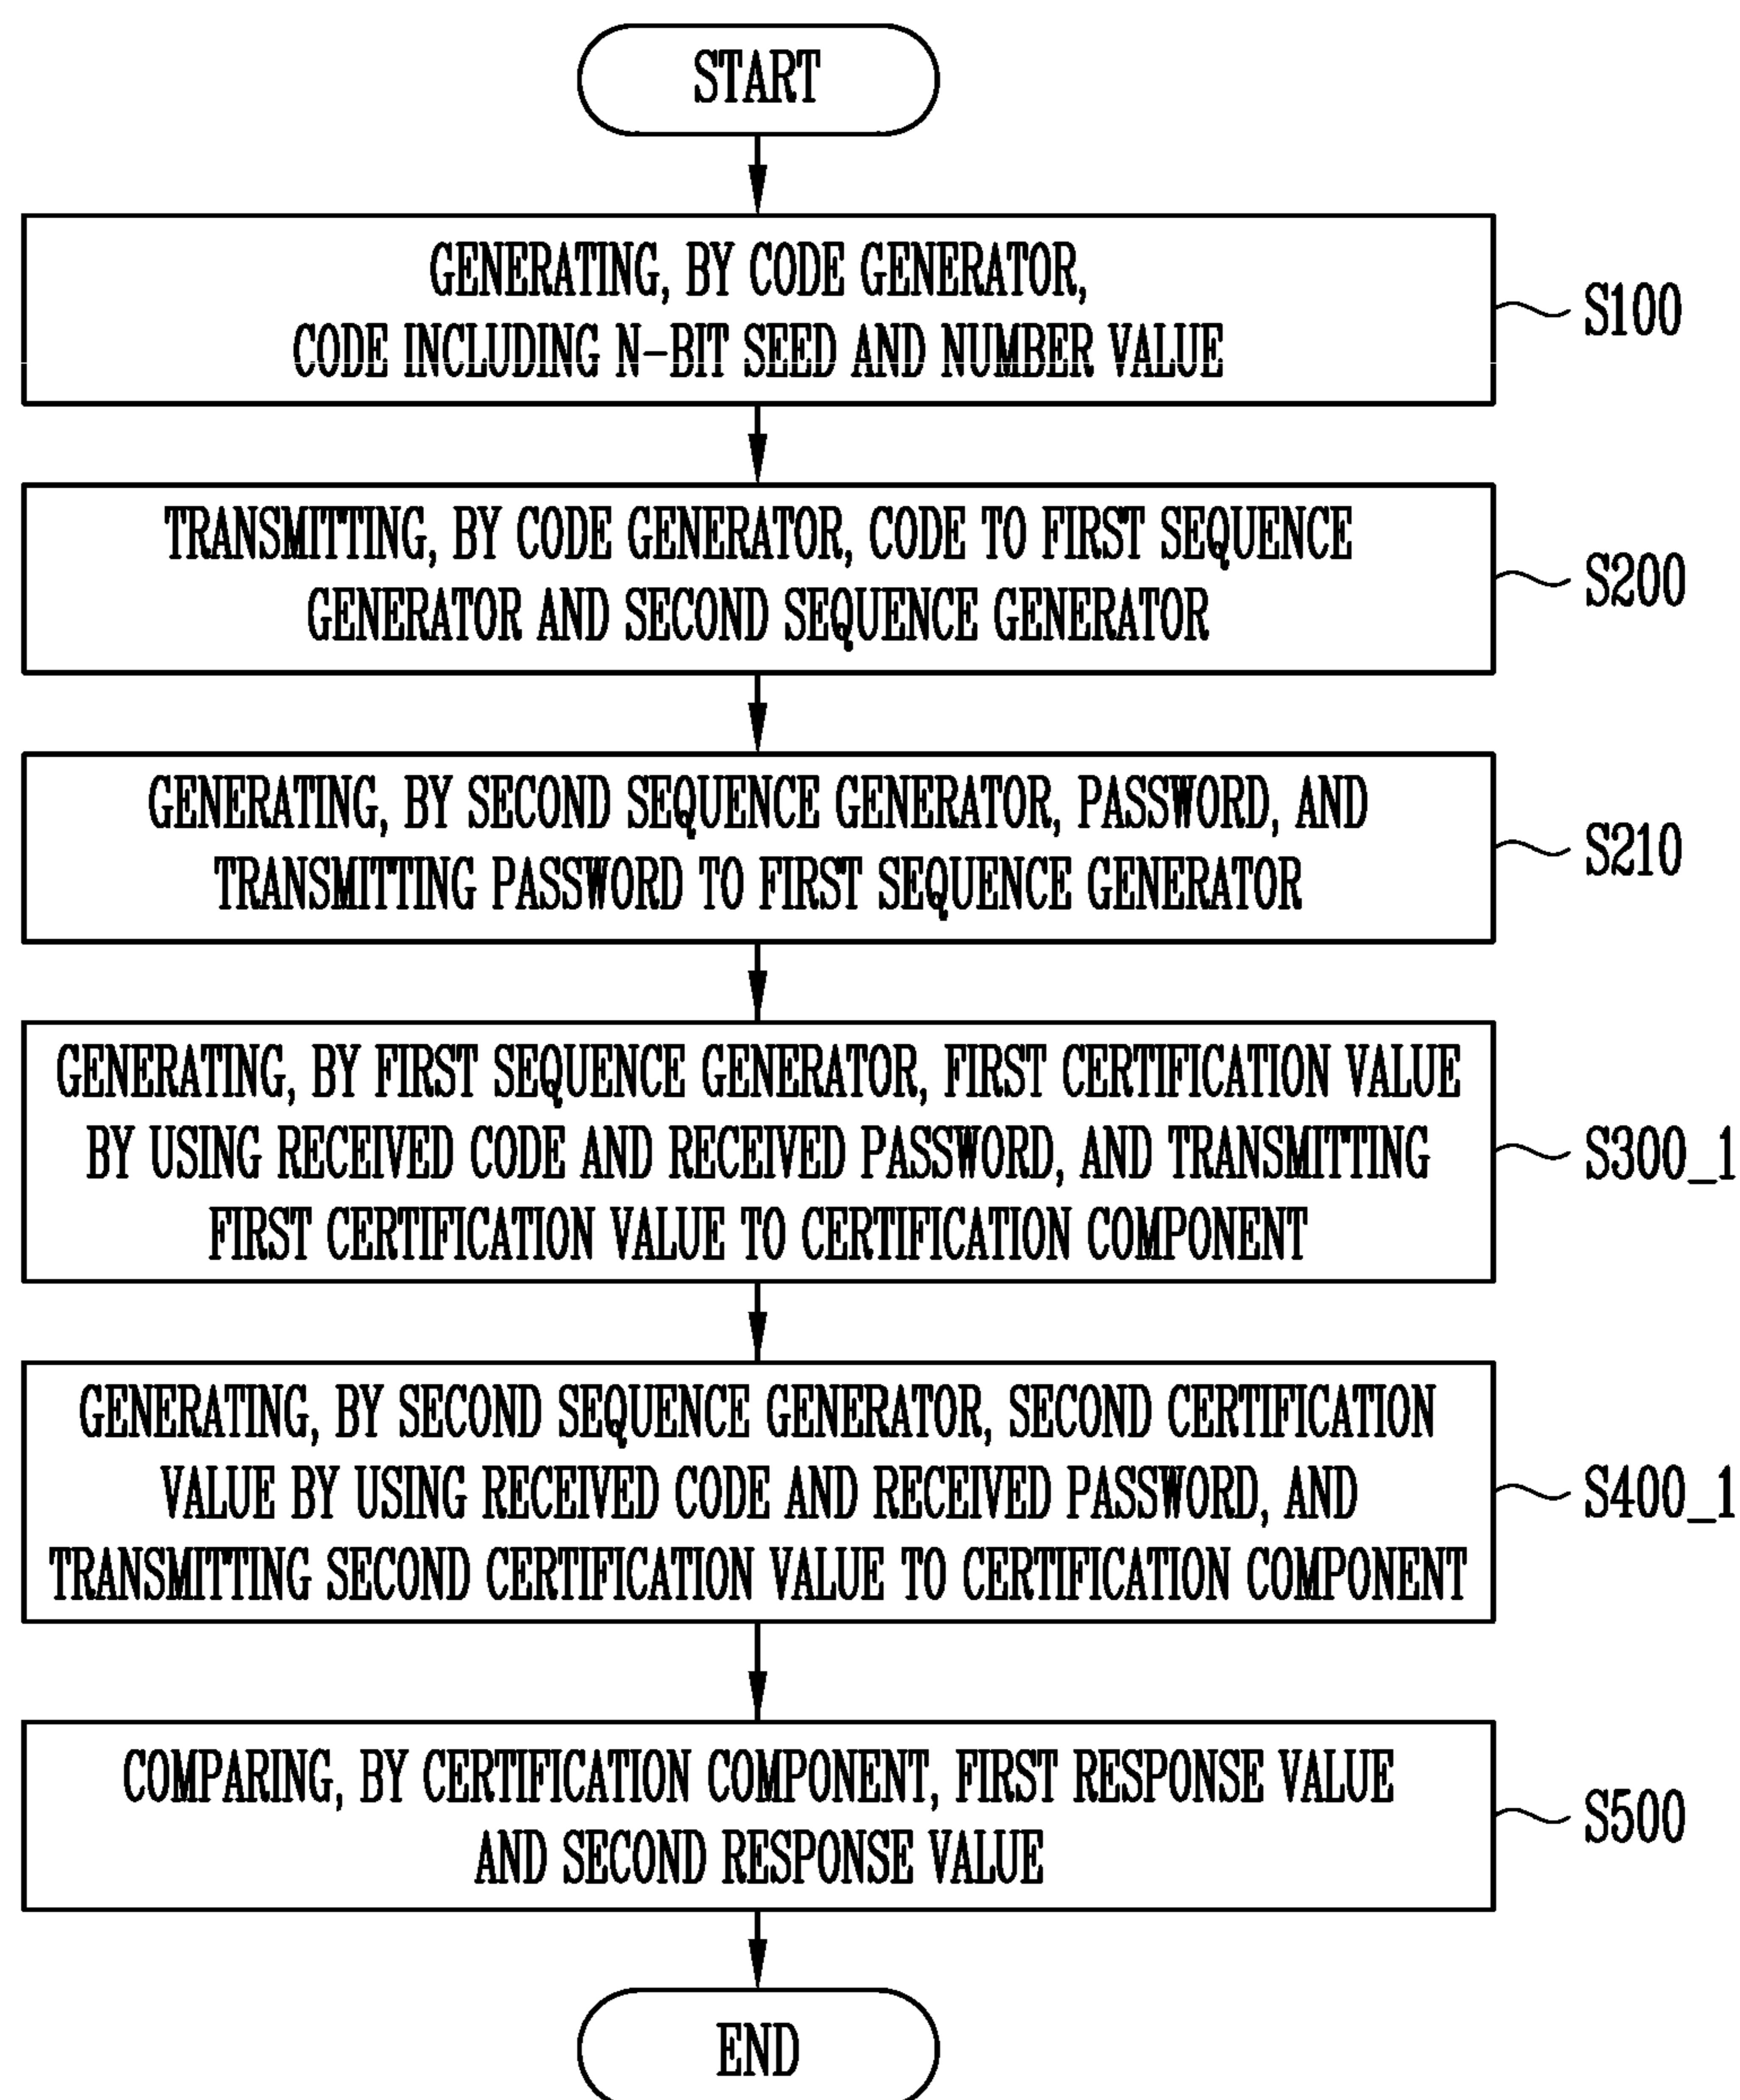 START
GENERATING, BY CODE GENERATOR,
CODE INCLUDING N-BIT SEED AND NUMBER VALUE
S100
TRANSMITTING, BY CODE GENERATOR, CODE TO FIRST SEQUENCE
GENERATOR AND SECOND SEQUENCE GENERATOR
S200
GENERATING, BY SECOND SEQUENCE GENERATOR, PASSWORD, AND
TRANSMITTING PASSWORD TO FIRST SEQUENCE GENERATOR
S210
GENERATING, BY FIRST SEQUENCE GENERATOR, FIRST CERTIFICATION VALUE
BY USING RECEIVED CODE AND RECEIVED PASSWORD, AND TRANSMITTING
FIRST CERTIFICATION VALUE TO CERTIFICATION COMPONENT
S300_1
GENERATING, BY SECOND SEQUENCE GENERATOR, SECOND CERTIFICATION
VALUE BY USING RECEIVED CODE AND RECEIVED PASSWORD, AND
TRANSMITTING SECOND CERTIFICATION VALUE TO CERTIFICATION COMPONENT
S400_1
COMPARING, BY CERTIFICATION COMPONENT, FIRST RESPONSE VALUE
AND SECOND RESPONSE VALUE
S500
END